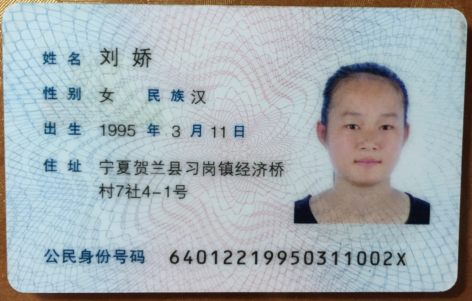 姓名 刘娇
性别 女 民族 汉
出生 1995 年 3 月 11 日
住址 宁夏贺兰县习岗镇经济桥
村7社4-1号
公民身份号码 64012219950311002X